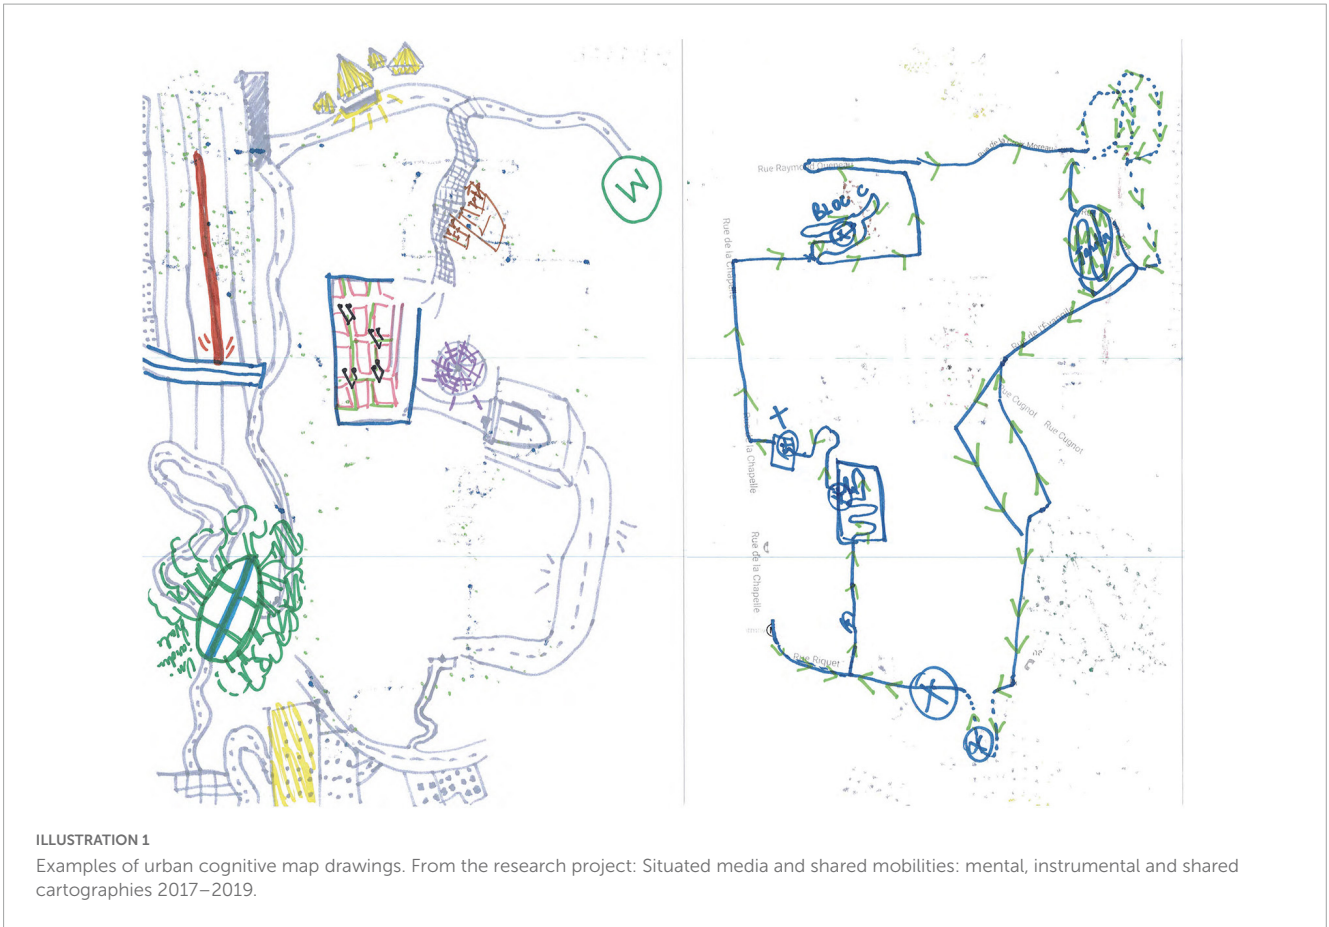 W
Rue Raymond Queneau
BLOC C
Rue de la Chapelle
Rue Cugnot
Rue Cugnot
la Chapelle
Rue de la Chapelle
Rue Riquet
ILLUSTRATION 1
Examples of urban cognitive map drawings. From the research project: Situated media and shared mobilities: mental, instrumental and shared
cartographies 2017–2019.